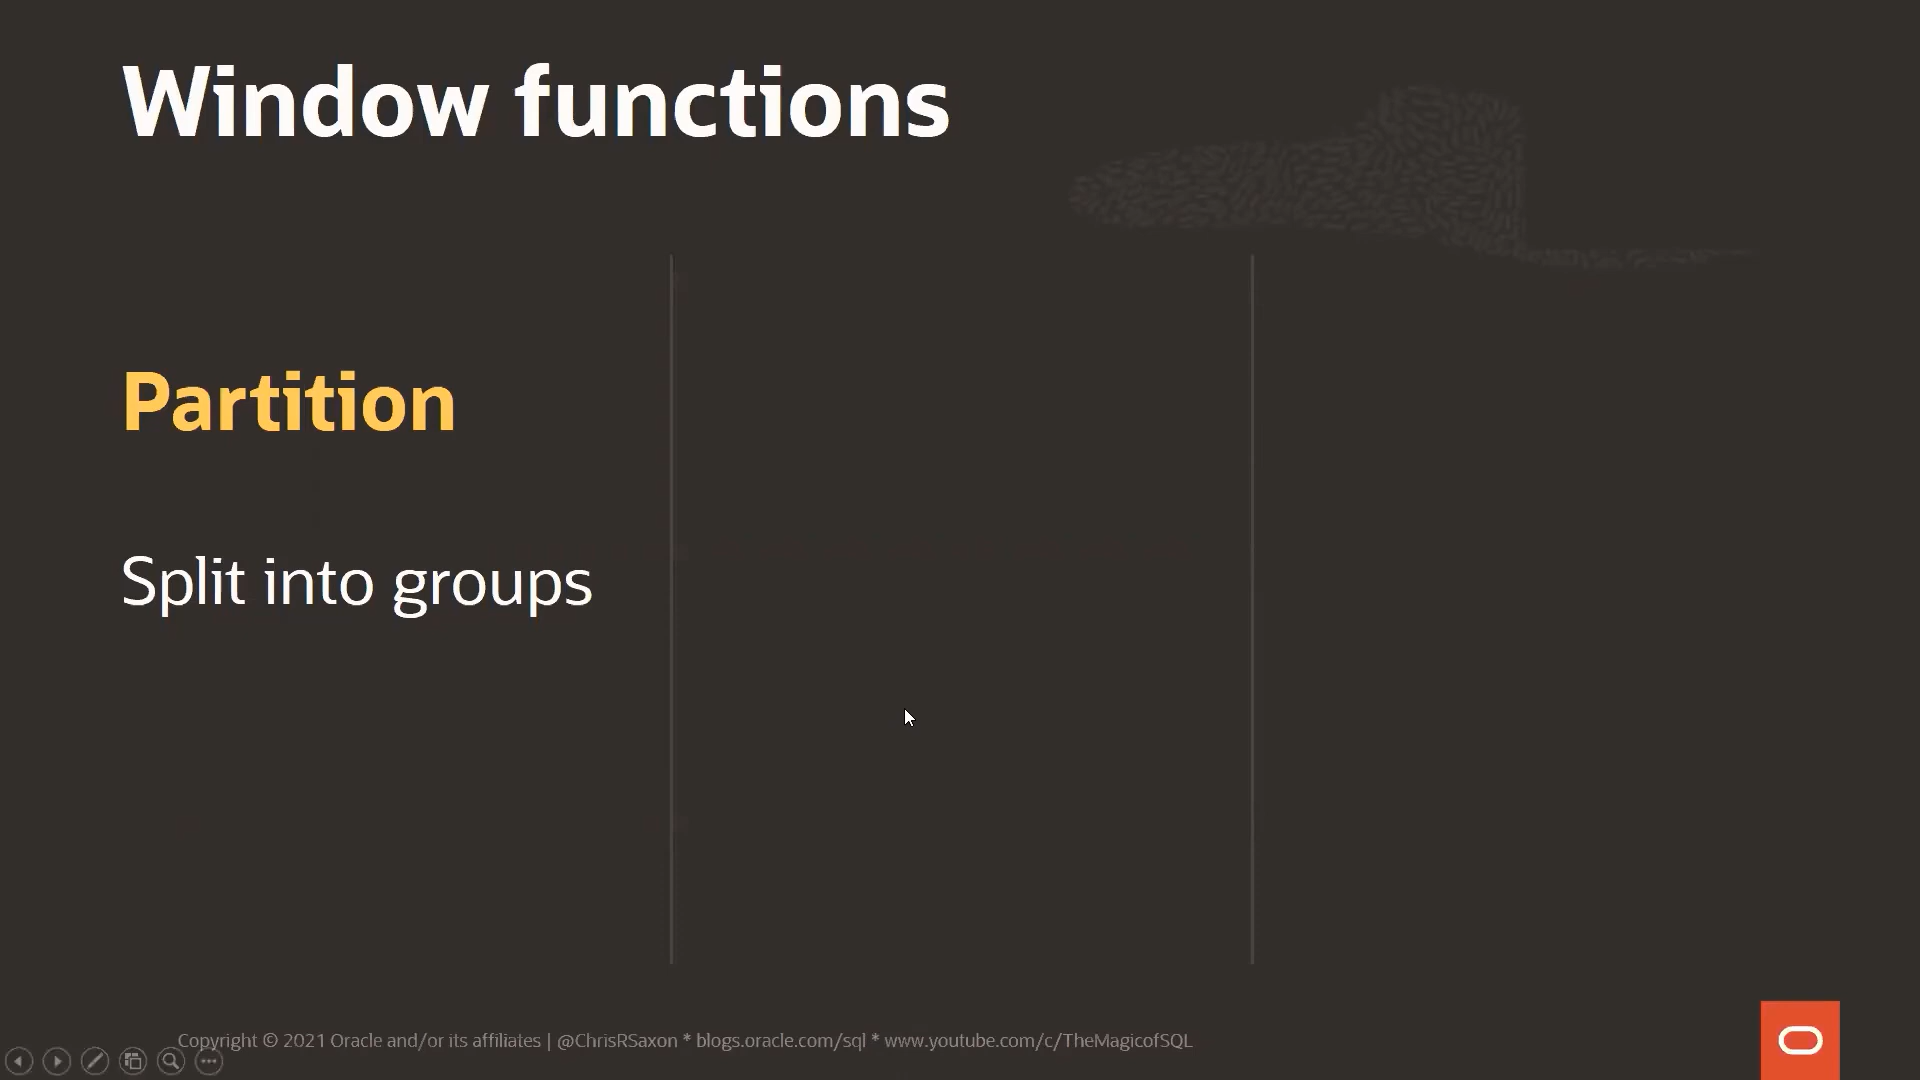 Window functions
Partition
Split into groups
Copyright © 2021 Oracle and/or its affiliates | @ChrisRSaxon * blogs.oracle.com/sql * www.youtube.com/c/TheMagicofSQL